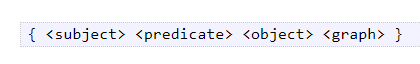 { <subject> <predicate> <object> <graph> }